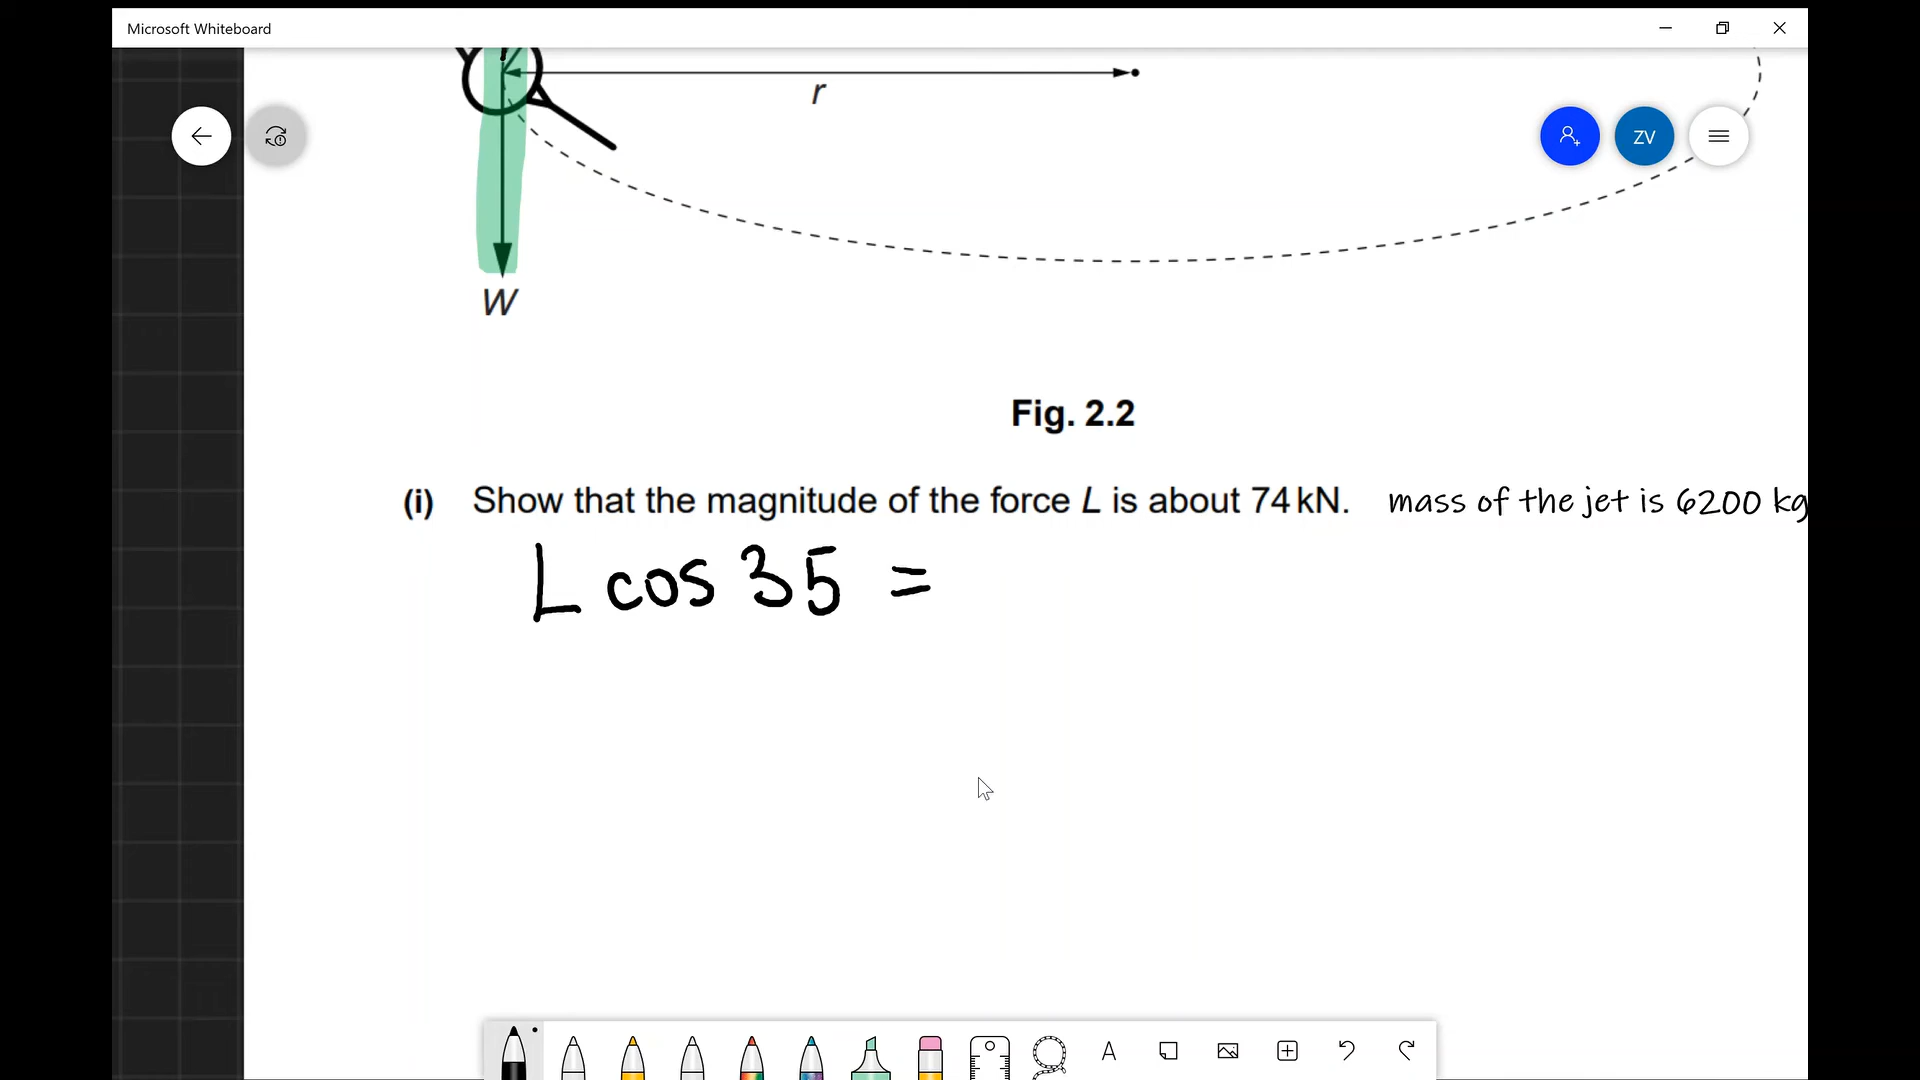 Microsoft Whiteboard
r
ZV
W
Fig. 2.2
(i) Show that the magnitude of the force L is about 74 kN. mass of the jet is 6200 kg
L cos 35 =
A